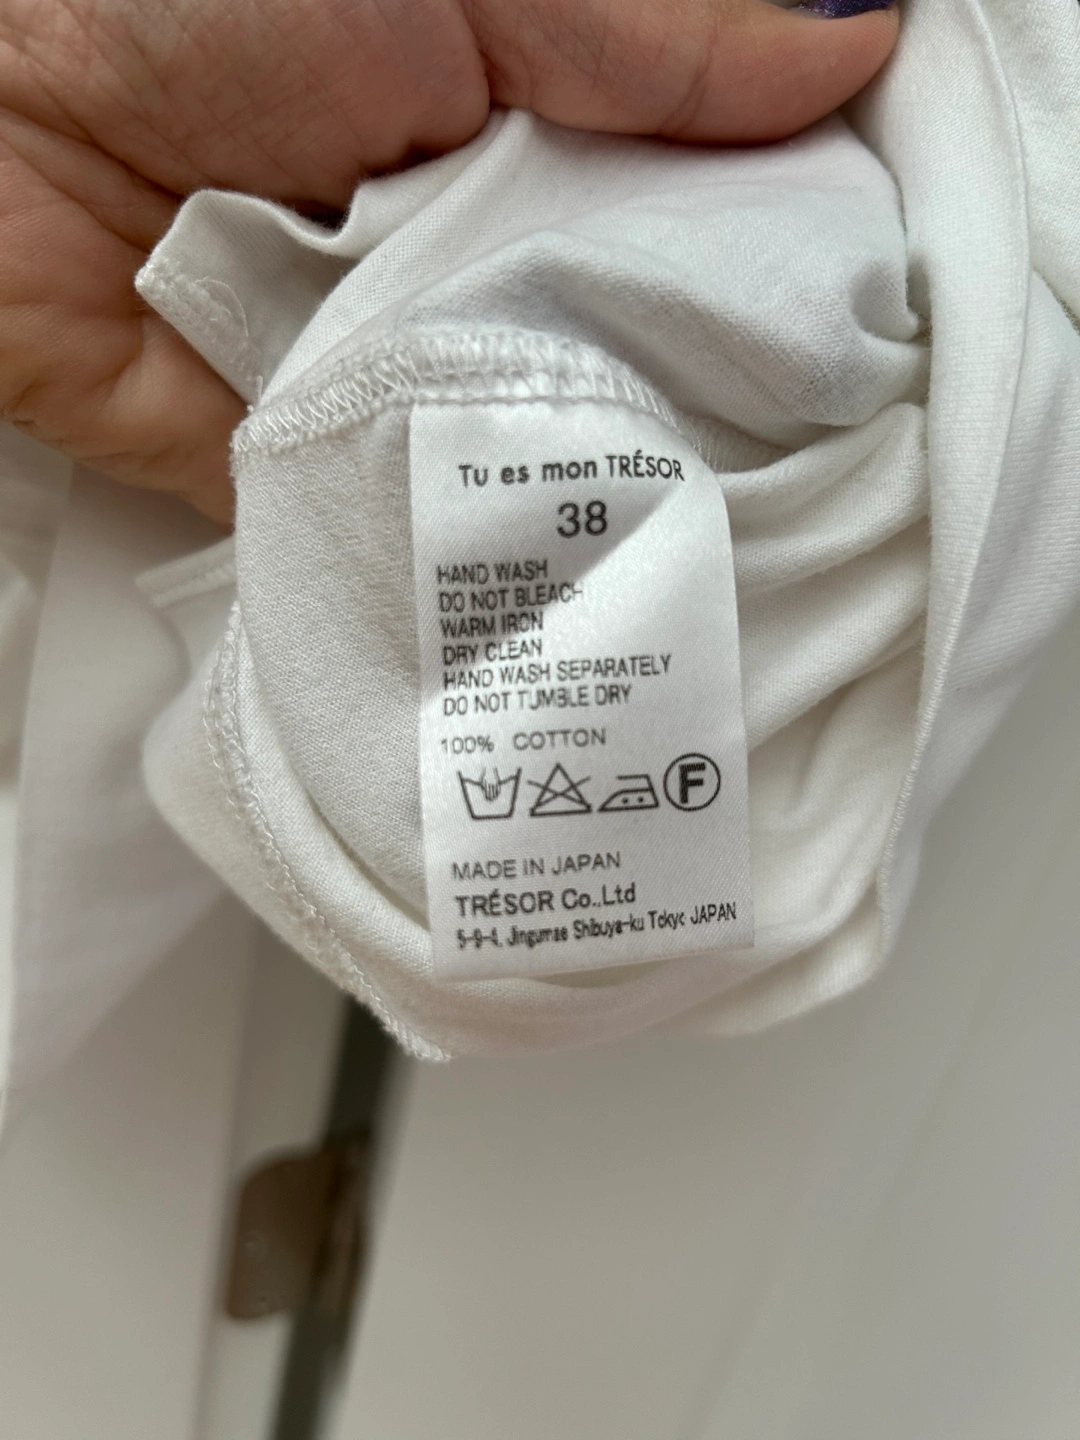 Tu es mon TRÉSOR
38
HAND WASH
DO NOT BLEACH
WARM IRON
DRY CLEAN
HAND WASH SEPARATELY
DO NOT TUMBLE DRY
100% COTTON
F
MADE IN JAPAN
TRÉSOR Co.,Ltd
5-9-4, Jingumae Shibuya-ku Tokyo JAPAN